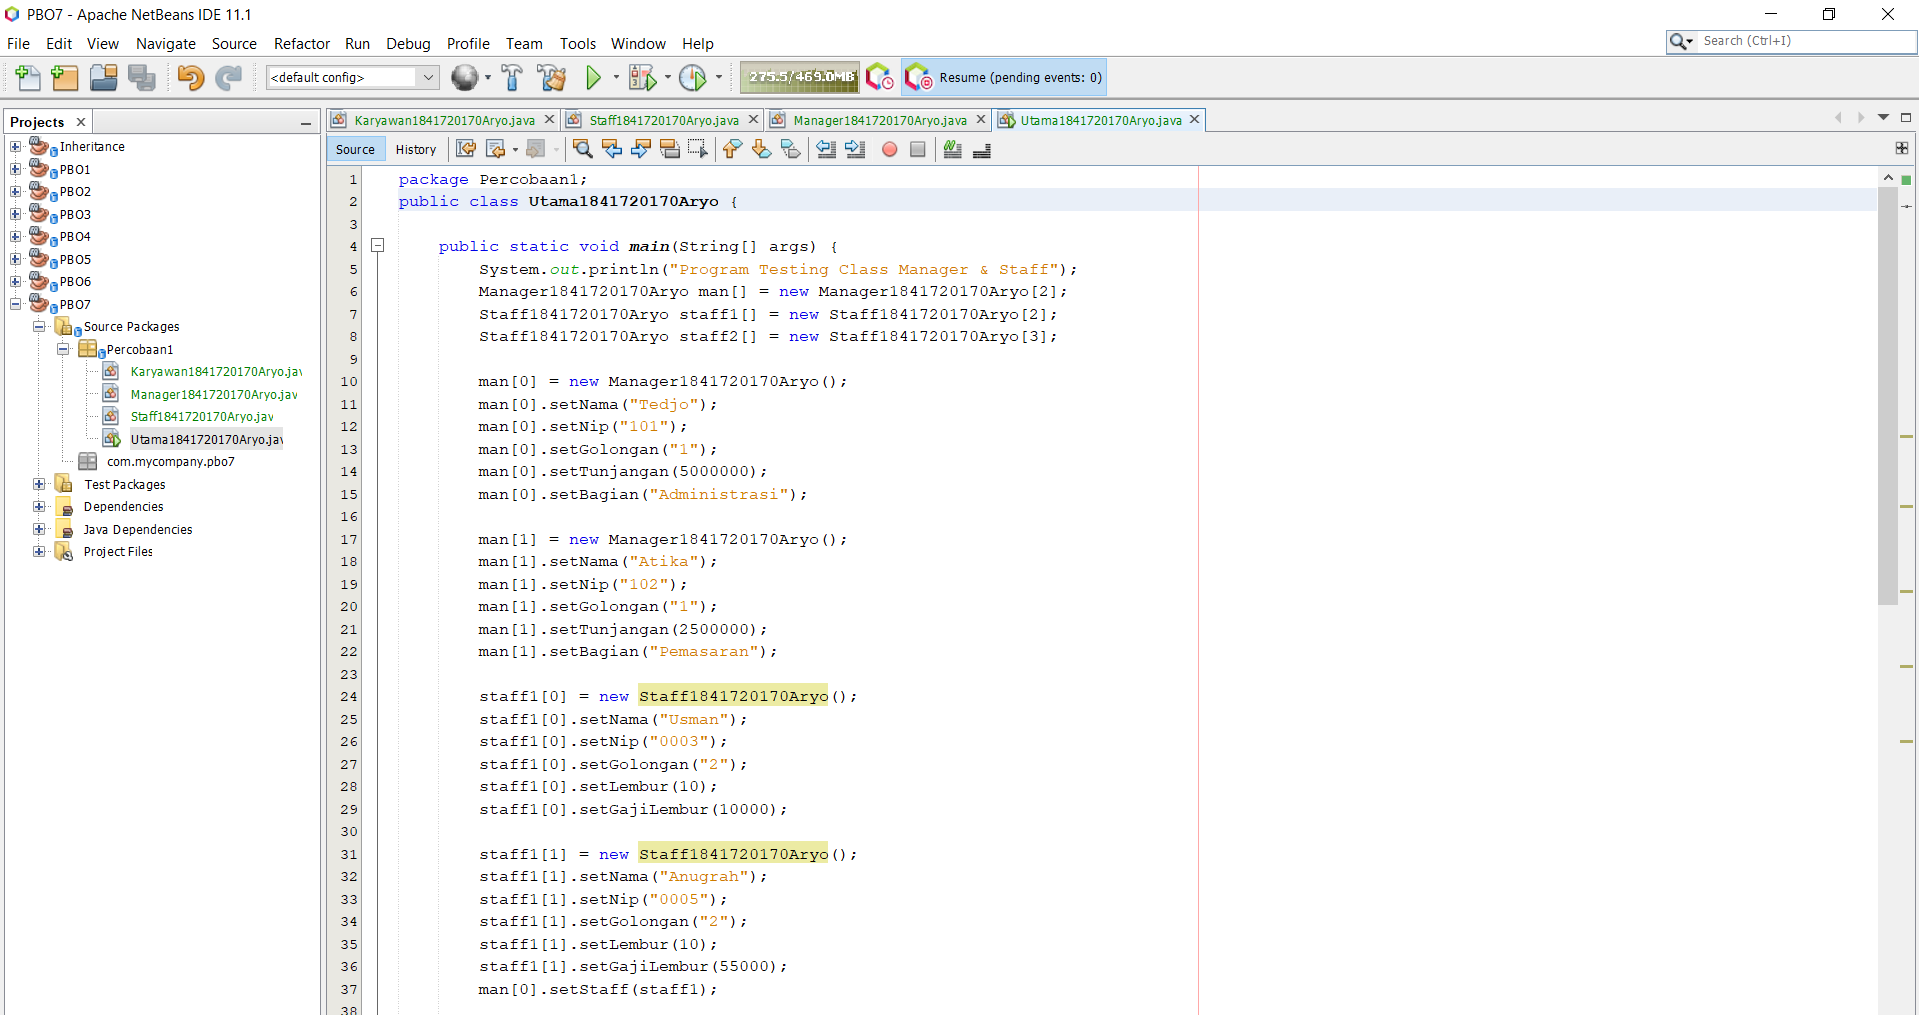 PBO7 - Apache NetBeans IDE 11.1
File Edit View Navigate Source Refactor Run Debug Profile Team Tools Window Help
Search (Ctrl+I)
<default config>
275.5/469.0MB
Resume (pending events: 0)
Projects
Karyawan1841720170Aryo.java
Staff1841720170Aryo.java
Manager1841720170Aryo.java
Utama1841720170Aryo.java
Source History
Inheritance
PBO1
PBO2
PBO3
PBO4
PBO5
PBO6
PBO7
Source Packages
Percobaan1
Karyawan1841720170Aryo.jav
Manager1841720170Aryo.jav
Staff1841720170Aryo.jav
Utama1841720170Aryo.jav
com.mycompany.pbo7
Test Packages
Dependencies
Java Dependencies
Project Files
1 package Percobaan1;
2 public class Utama1841720170Aryo {
3
4 public static void main(String[] args) {
5 System.out.println("Program Testing Class Manager & Staff");
6 Manager1841720170Aryo man[] = new Manager1841720170Aryo[2];
7 Staff1841720170Aryo staff1[] = new Staff1841720170Aryo[2];
8 Staff1841720170Aryo staff2[] = new Staff1841720170Aryo[3];
9
10 man[0] = new Manager1841720170Aryo();
11 man[0].setNama("Tedjo");
12 man[0].setNip("101");
13 man[0].setGolongan("1");
14 man[0].setTunjangan(5000000);
15 man[0].setBagian("Administrasi");
16
17 man[1] = new Manager1841720170Aryo();
18 man[1].setNama("Atika");
19 man[1].setNip("102");
20 man[1].setGolongan("1");
21 man[1].setTunjangan(2500000);
22 man[1].setBagian("Pemasaran");
23
24 staff1[0] = new Staff1841720170Aryo();
25 staff1[0].setNama("Usman");
26 staff1[0].setNip("0003");
27 staff1[0].setGolongan("2");
28 staff1[0].setLembur(10);
29 staff1[0].setGajiLembur(10000);
30
31 staff1[1] = new Staff1841720170Aryo();
32 staff1[1].setNama("Anugrah");
33 staff1[1].setNip("0005");
34 staff1[1].setGolongan("2");
35 staff1[1].setLembur(10);
36 staff1[1].setGajiLembur(55000);
37 man[0].setStaff(staff1);
38